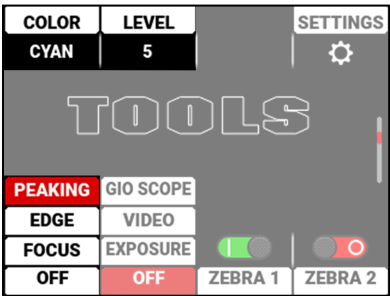 COLOR LEVEL SETTINGS
CYAN 5
TOOLS
PEAKING GIO SCOPE
EDGE VIDEO
FOCUS EXPOSURE
OFF OFF ZEBRA 1 ZEBRA 2